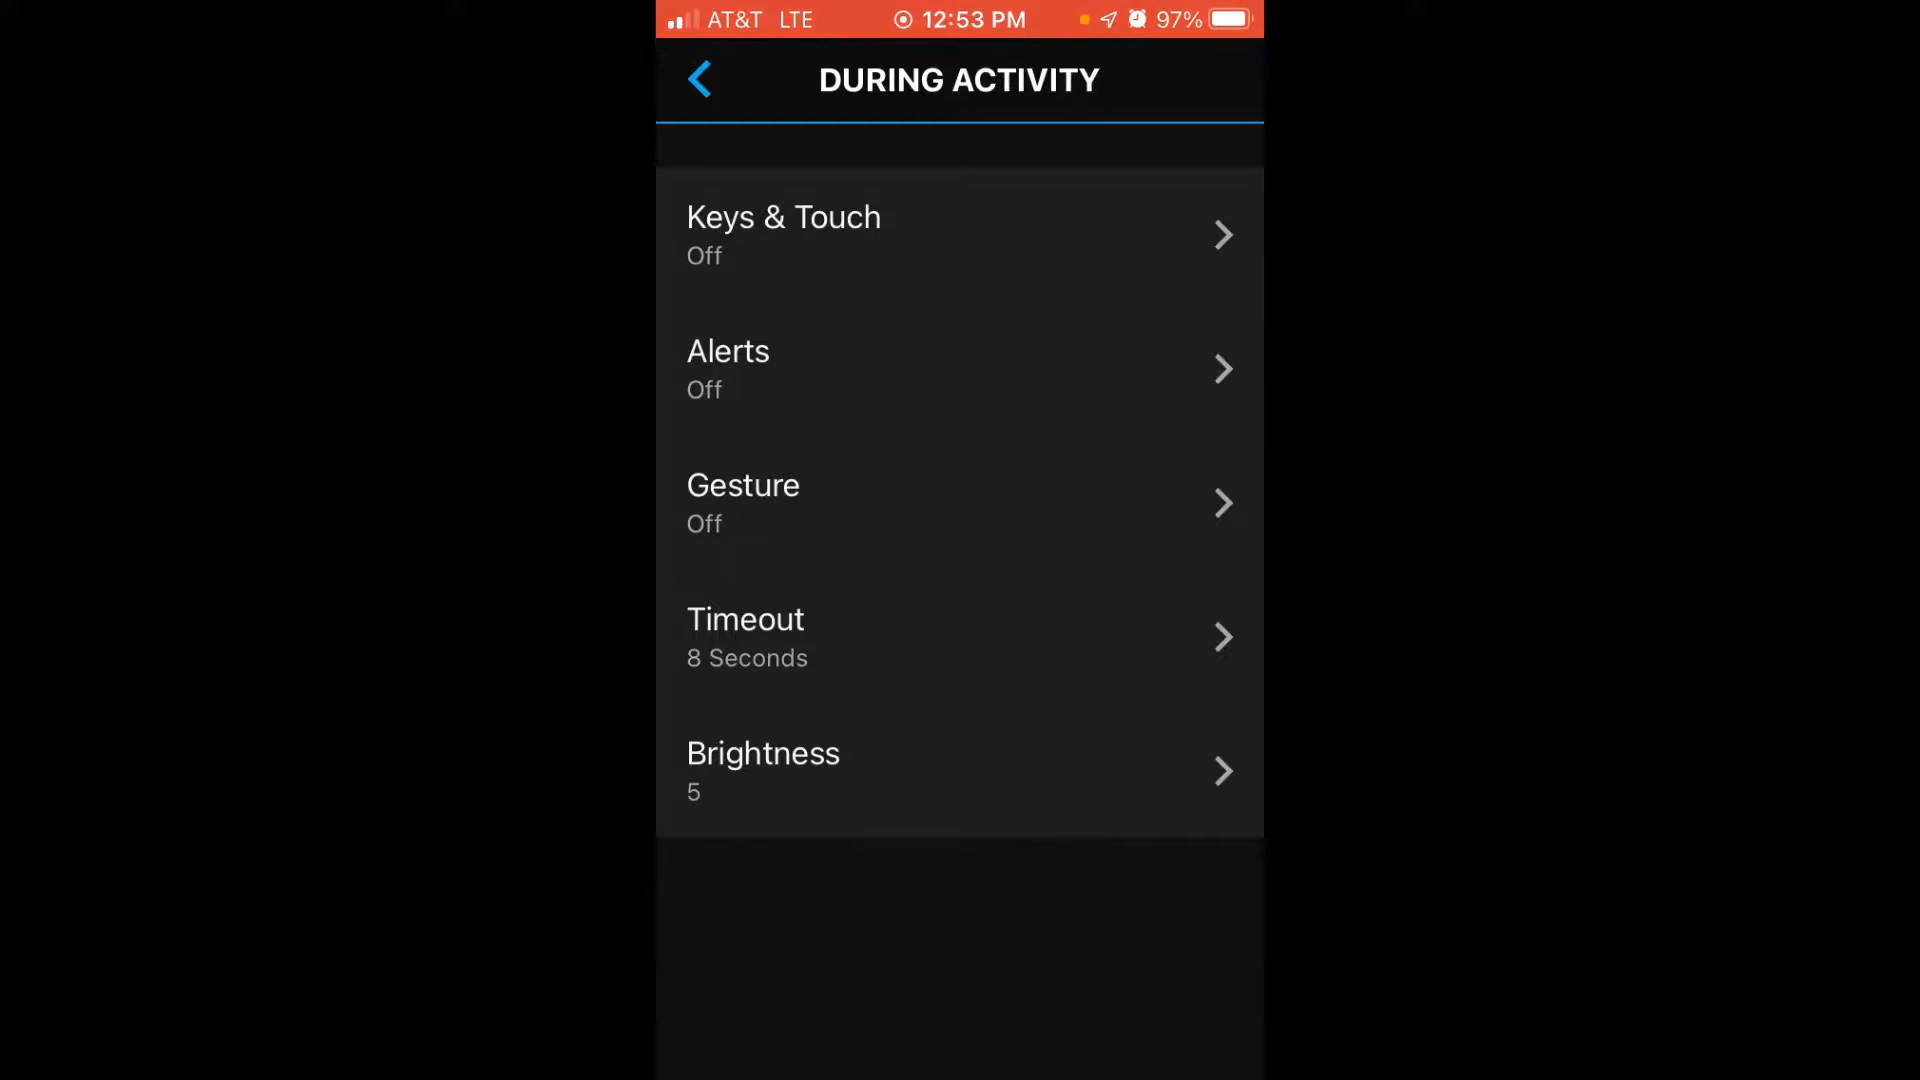 AT&T LTE 12:53 PM 97%
DURING ACTIVITY
Keys & Touch
Off
Alerts
Off
Gesture
Off
Timeout
8 Seconds
Brightness
5